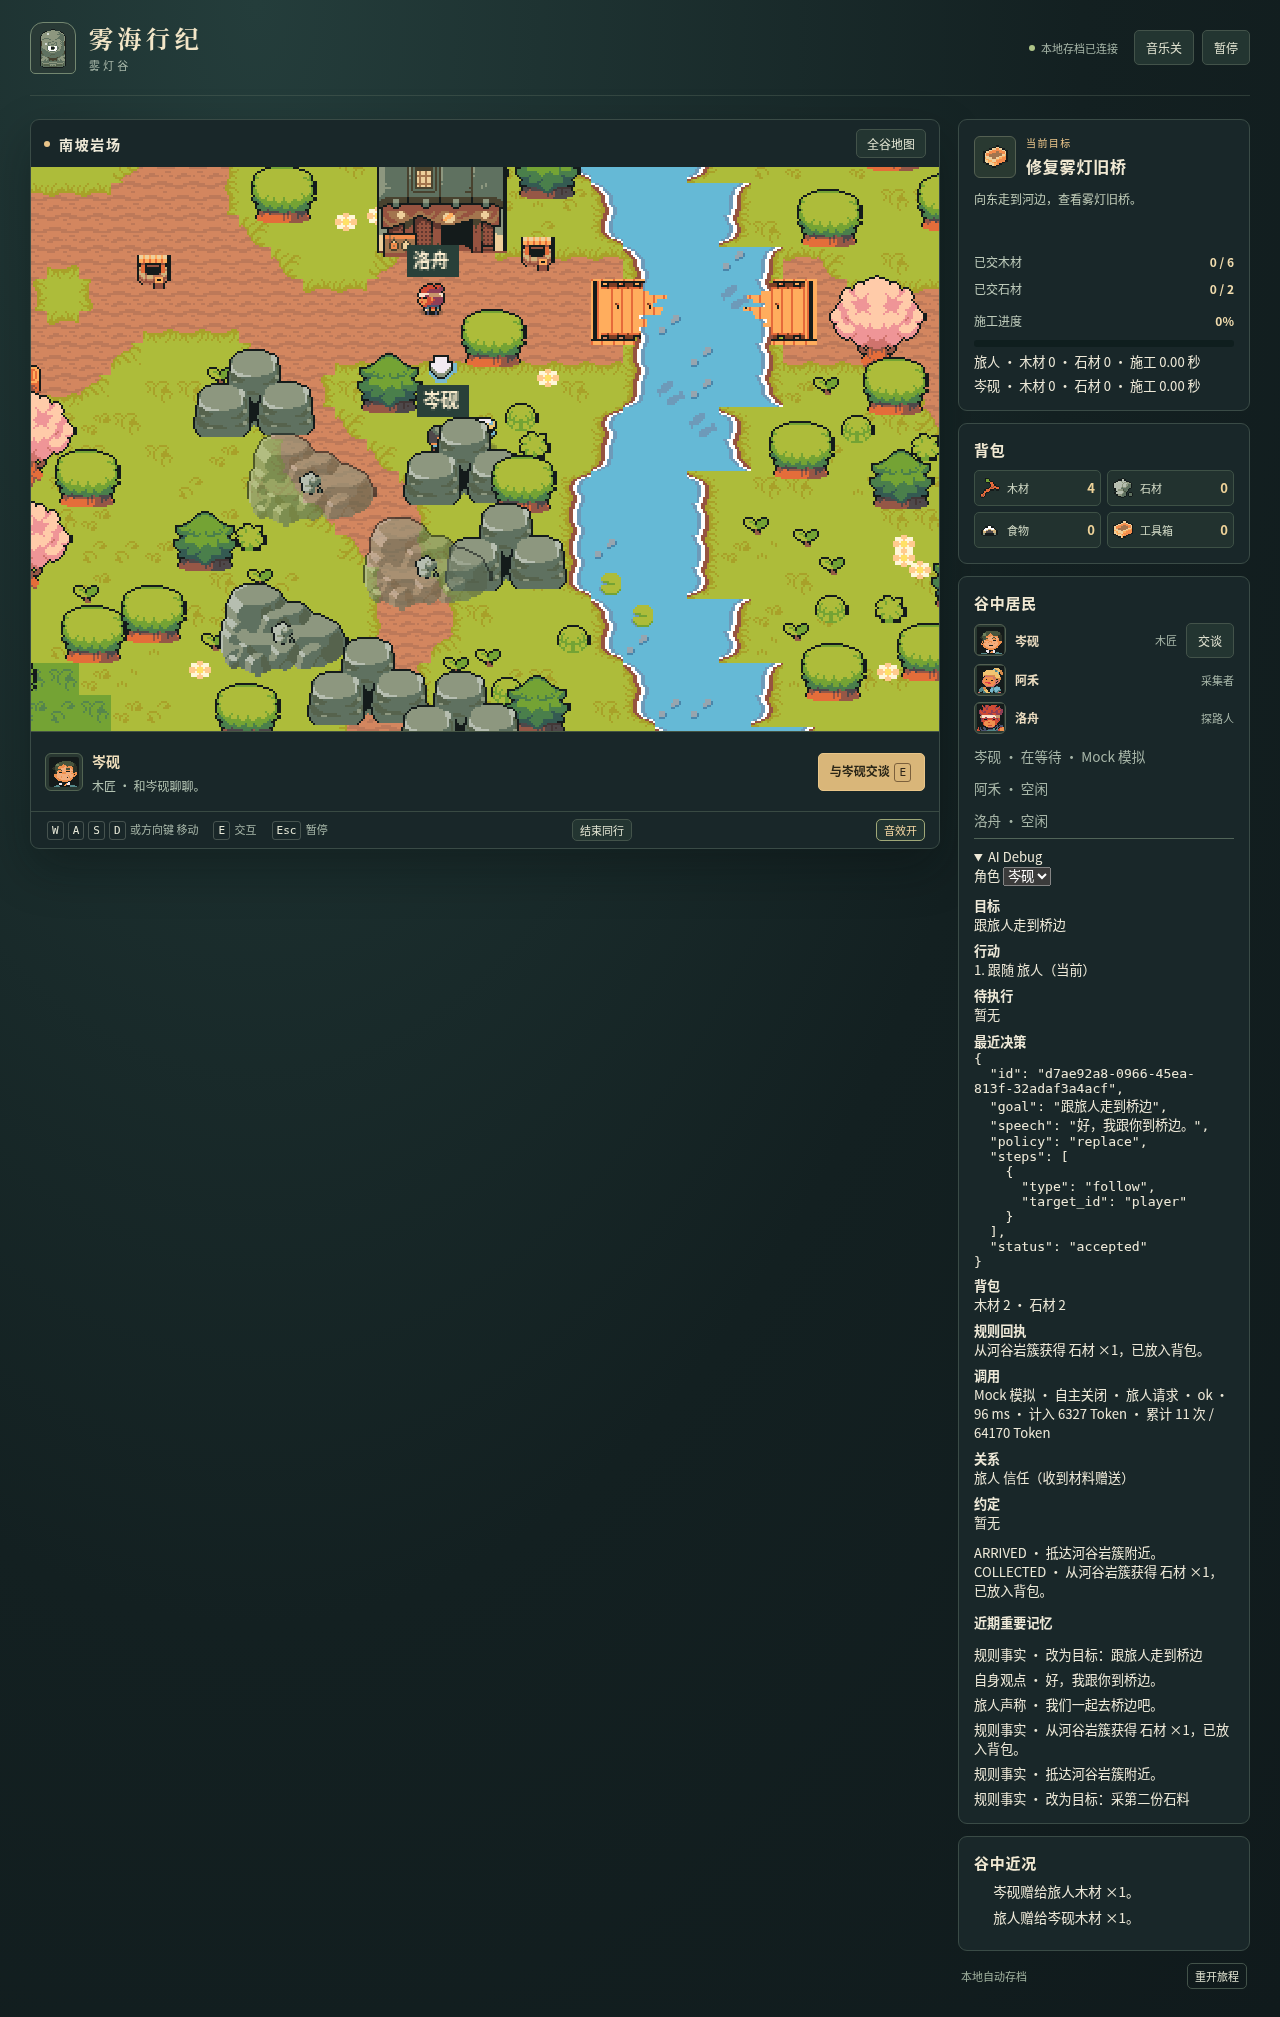 雾海行纪
雾灯谷
本地存档已连接
音乐关
暂停
南坡岩场
全谷地图
洛舟
岑砚
岑砚
木匠 · 和岑砚聊聊。
与岑砚交谈 E
W A S D 或方向键 移动 E 交互 Esc 暂停
结束同行
音效开
当前目标
修复雾灯旧桥
向东走到河边，查看雾灯旧桥。
已交木材 0 / 6
已交石材 0 / 2
施工进度 0%
旅人 · 木材 0 · 石材 0 · 施工 0.00 秒
岑砚 · 木材 0 · 石材 0 · 施工 0.00 秒
背包
木材 4 石材 0
食物 0 工具箱 0
谷中居民
岑砚 木匠 交谈
阿禾 采集者
洛舟 探路人
岑砚 · 在等待 · Mock 模拟
阿禾 · 空闲
洛舟 · 空闲
▼ AI Debug
角色 岑砚
目标
跟旅人走到桥边
行动
1. 跟随 旅人（当前）
待执行
暂无
最近决策
{
"id": "d7ae92a8-0966-45ea-
813f-32adaf3a4acf",
"goal": "跟旅人走到桥边",
"speech": "好，我跟你到桥边。",
"policy": "replace",
"steps": [
{
"type": "follow",
"target_id": "player"
}
],
"status": "accepted"
}
背包
木材 2 · 石材 2
规则回执
从河谷岩簇获得 石材 ×1，已放入背包。
调用
Mock 模拟 · 自主关闭 · 旅人请求 · ok ·
96 ms · 计入 6327 Token · 累计 11 次 /
64170 Token
关系
旅人 信任（收到材料赠送）
约定
暂无
ARRIVED · 抵达河谷岩簇附近。
COLLECTED · 从河谷岩簇获得 石材 ×1，
已放入背包。
近期重要记忆
规则事实 · 改为目标：跟旅人走到桥边
自身观点 · 好，我跟你到桥边。
旅人声称 · 我们一起去桥边吧。
规则事实 · 从河谷岩簇获得 石材 ×1，已放
入背包。
规则事实 · 抵达河谷岩簇附近。
规则事实 · 改为目标：采第二份石料
谷中近况
岑砚赠给旅人木材 ×1。
旅人赠给岑砚木材 ×1。
本地自动存档
重开旅程